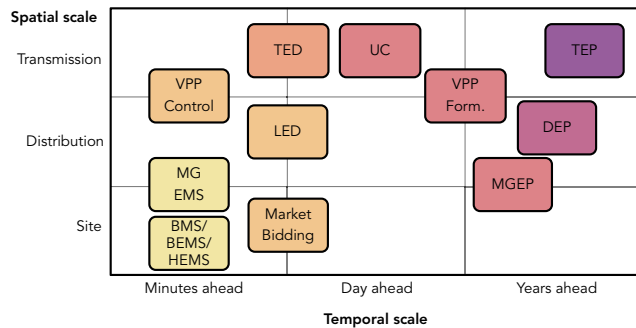 Spatial scale
Transmission
TED
UC
TEP
VPP
Control
VPP
Form.
Distribution
LED
DEP
MG
EMS
MGEP
Site
Market
Bidding
BMS/
BEMS/
HEMS
Minutes ahead
Day ahead
Years ahead
Temporal scale